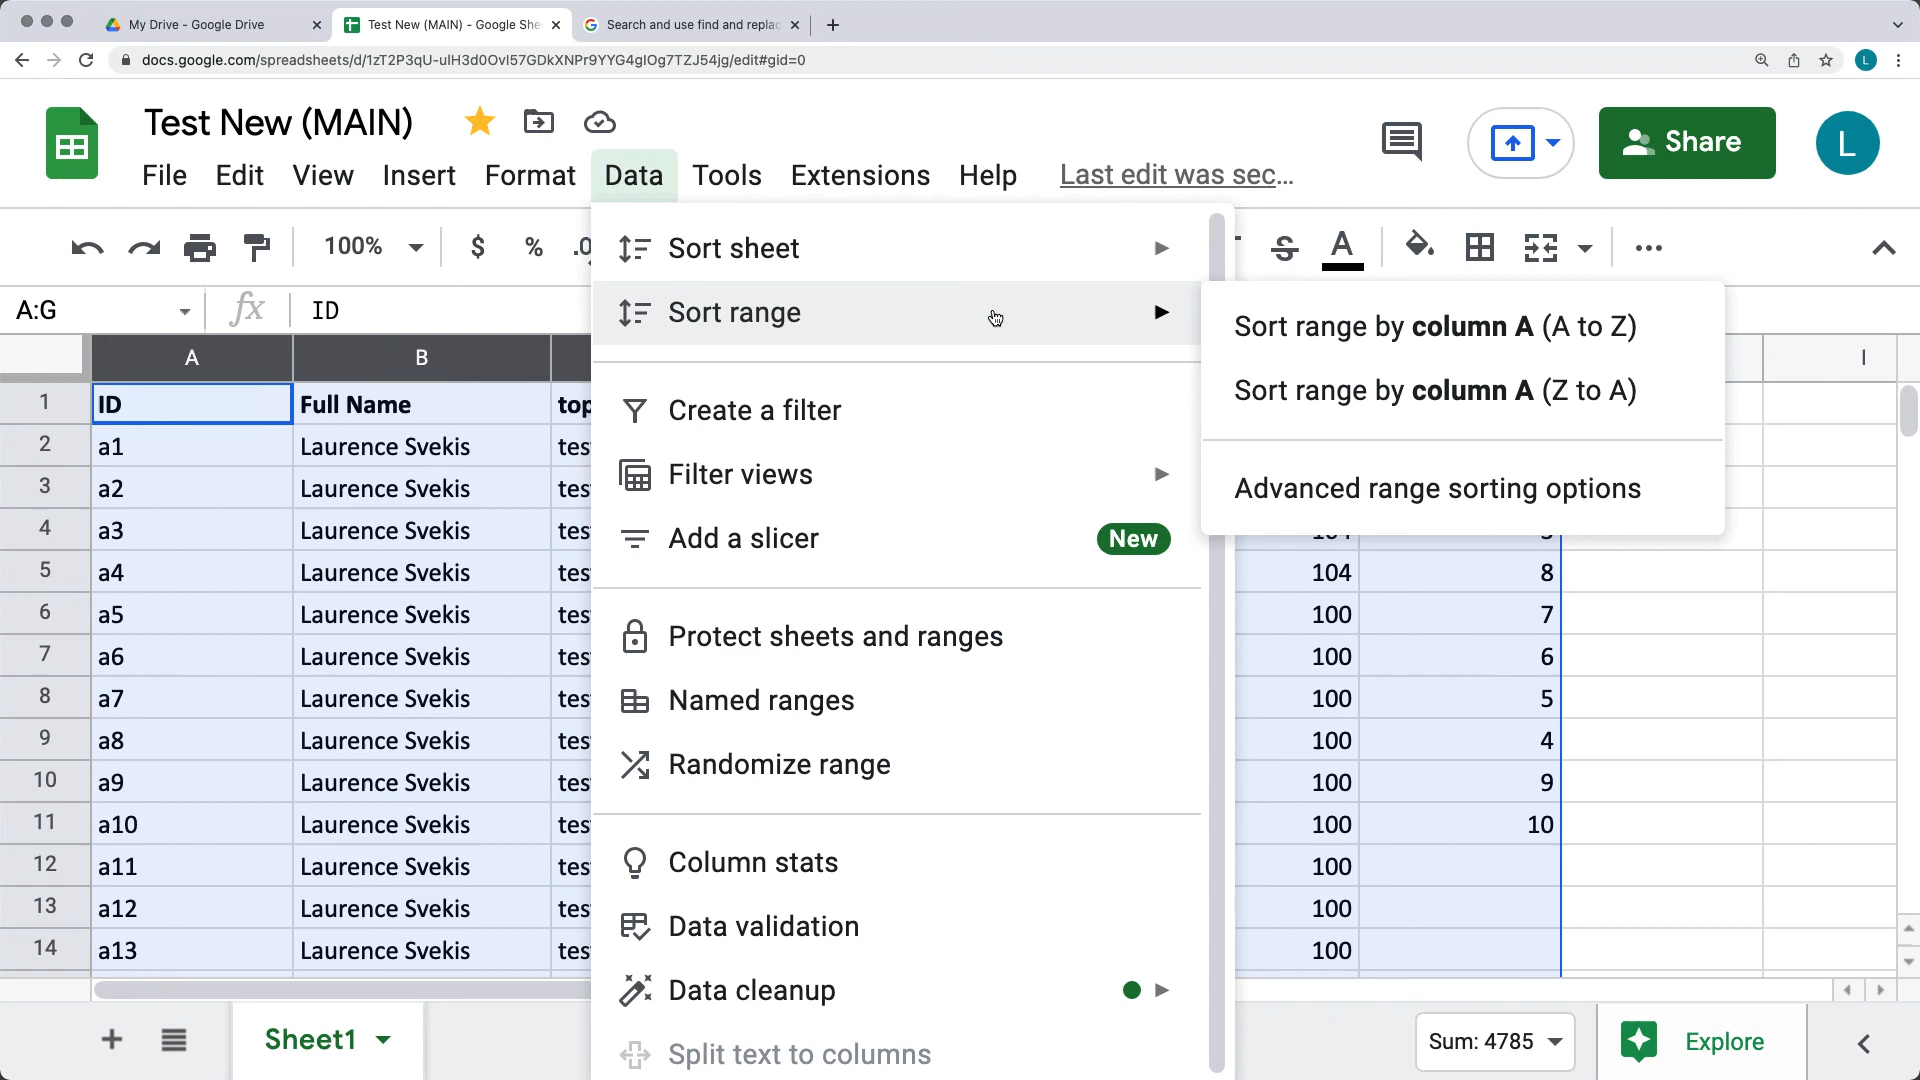 My Drive - Google Drive
Test New (MAIN) - Google She
Search and use find and replac
docs.google.com/spreadsheets/d/1zT2P3qU-uIH3d0OvI57GDkXNPr9YYG4gIOg7TZJ54jg/edit#gid=0
L
Test New (MAIN)
Share
L
File Edit View Insert Format Data Tools Extensions Help Last edit was sec...
100% $ % .0
A
A:G fx ID
Sort sheet
Sort range
Create a filter
Filter views
Add a slicer New
Protect sheets and ranges
Named ranges
Randomize range
Column stats
Data validation
Data cleanup
Split text to columns
Sort range by column A (A to Z)
Sort range by column A (Z to A)
Advanced range sorting options
A B I
1 ID Full Name top
2 a1 Laurence Svekis tes
3 a2 Laurence Svekis tes
4 a3 Laurence Svekis tes
5 a4 Laurence Svekis tes 104 8
6 a5 Laurence Svekis tes 100 7
7 a6 Laurence Svekis tes 100 6
8 a7 Laurence Svekis tes 100 5
9 a8 Laurence Svekis tes 100 4
10 a9 Laurence Svekis tes 100 9
11 a10 Laurence Svekis tes 100 10
12 a11 Laurence Svekis tes 100
13 a12 Laurence Svekis tes 100
14 a13 Laurence Svekis tes 100
Sheet1
Sum: 4785
Explore